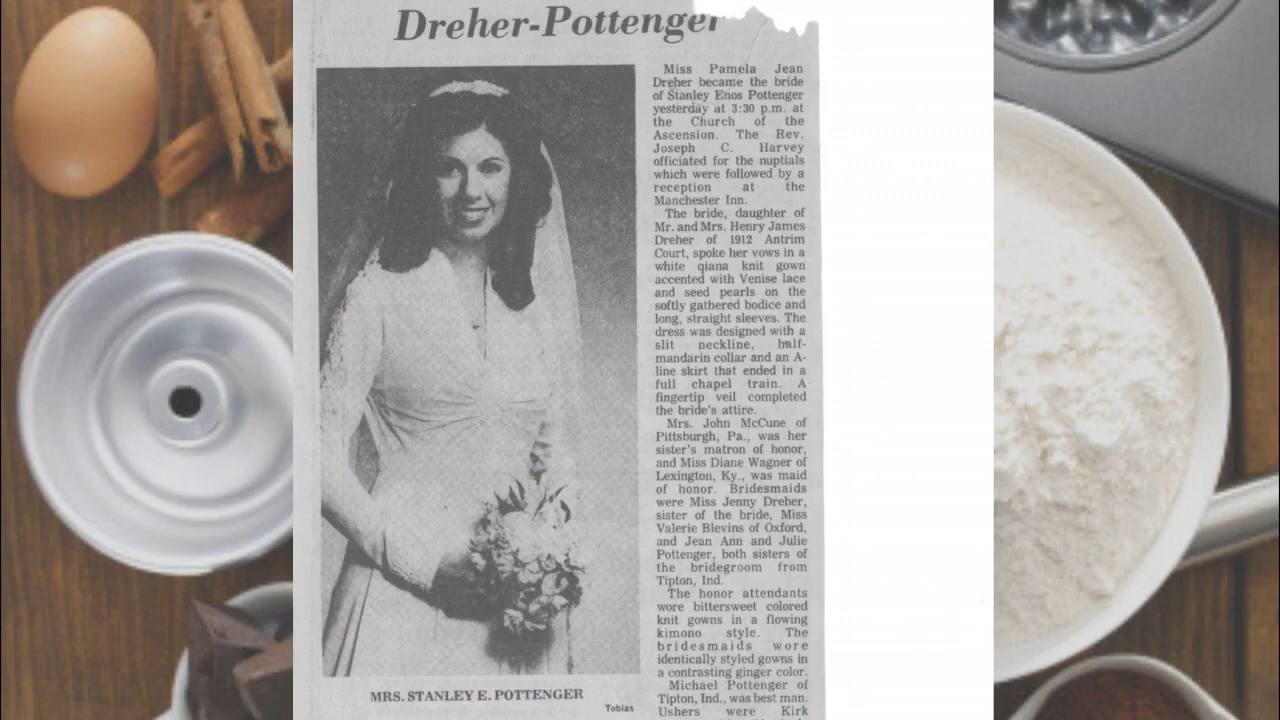 Dreher-Pottenger
Miss Pamela Jean
Dreher became the bride
of Stanley Enos Pottenger
yesterday at 3:30 p.m. at
the Church of the
Ascension. The Rev.
Joseph C. Harvey
officiated for the nuptials
which were followed by a
reception at the
Manchester Inn.
The bride, daughter of
Mr. and Mrs. Henry James
Dreher of 1912 Antrim
Court, spoke her vows in a
white qiana knit gown
accented with Venise lace
and seed pearls on the
softly gathered bodice and
long, straight sleeves. The
dress was designed with a
slit neckline, half-
mandarin collar and an A-
line skirt that ended in a
full chapel train. A
fingertip veil completed
the bride's attire.
Mrs. John McCune of
Pittsburgh, Pa., was her
sister's matron of honor,
and Miss Diane Wagner of
Lexington, Ky., was maid
of honor. Bridesmaids
were Miss Jenny Dreher,
sister of the bride, Miss
Valerie Blevins of Oxford,
and Jean Ann and Julie
Pottenger, both sisters of
the bridegroom from
Tipton, Ind.
The honor attendants
wore bittersweet colored
knit gowns in a flowing
kimono style. The
bridesmaids wore
identically styled gowns in
a contrasting ginger color.
Michael Pottenger of
Tipton, Ind., was best man.
Ushers were Kirk
MRS. STANLEY E. POTTENGER
Tobias